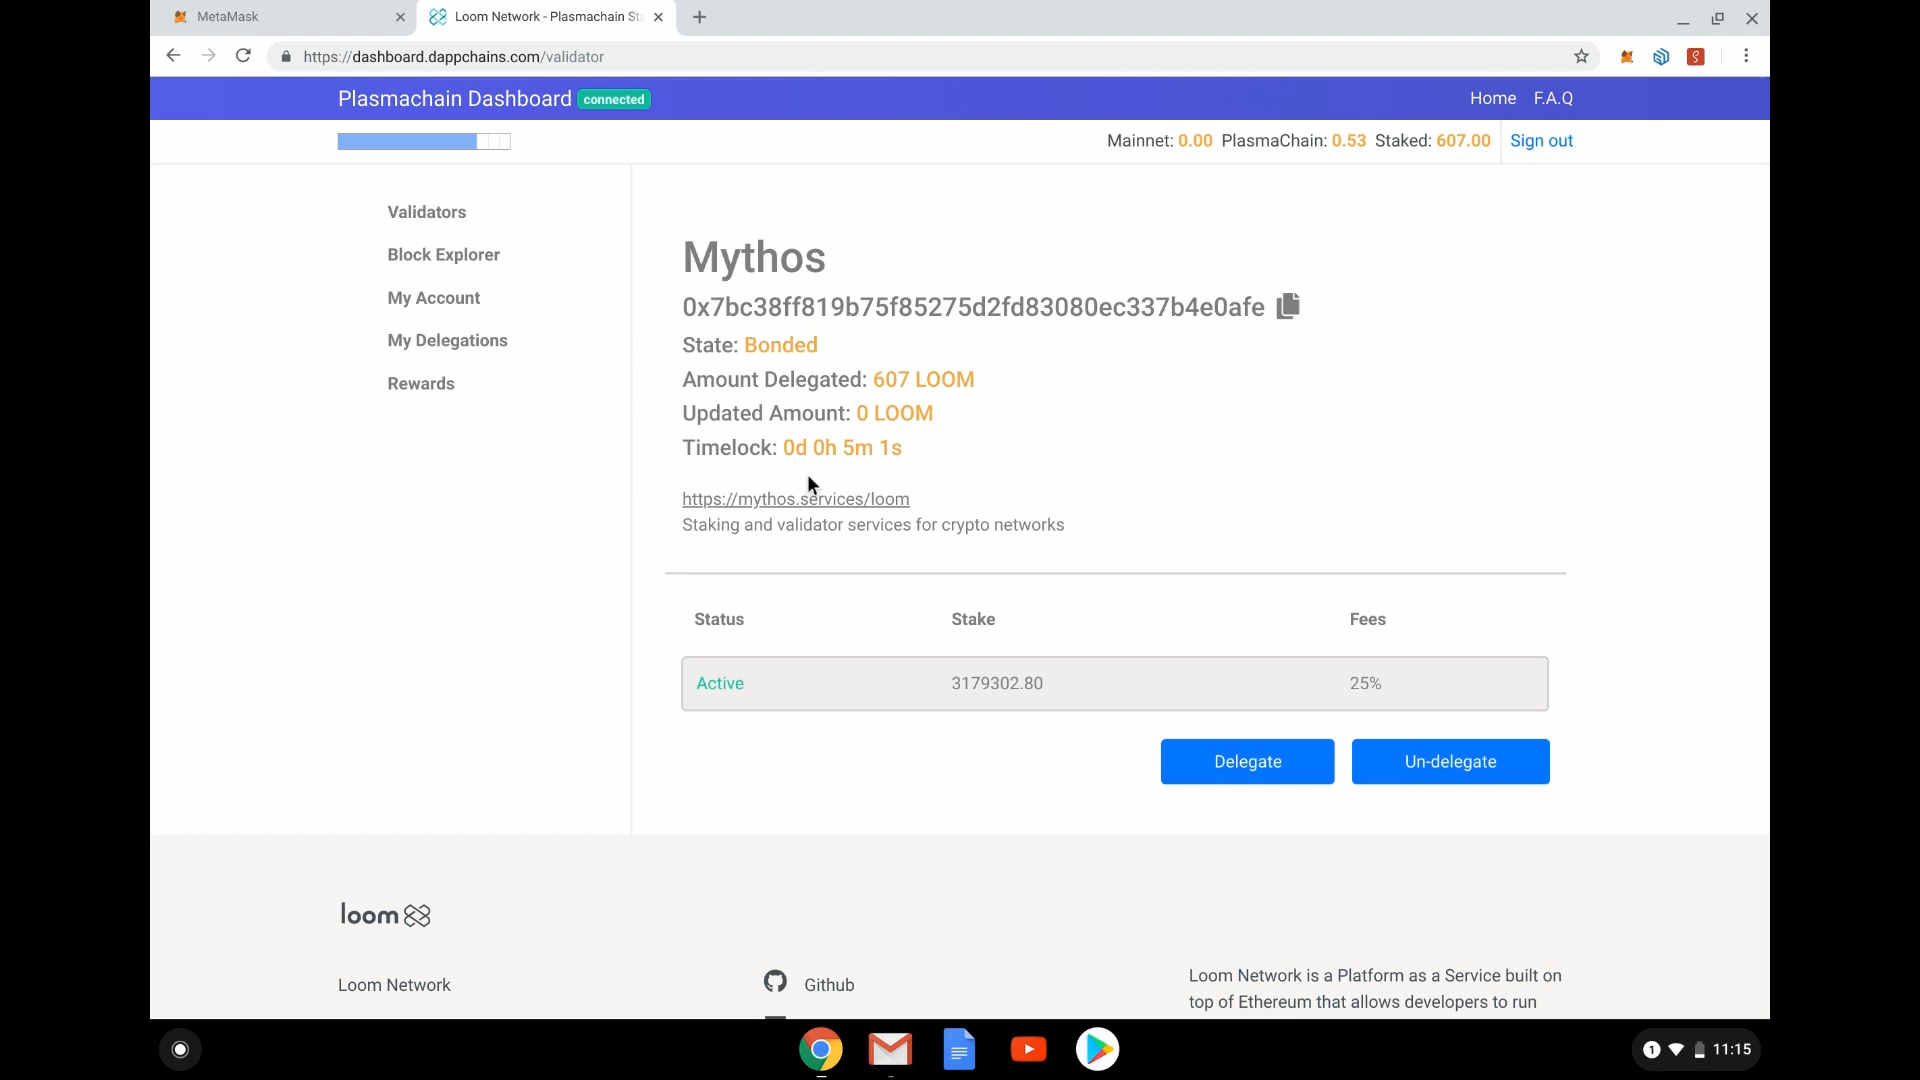 MetaMask
Loom Network - Plasmachain St
https://dashboard.dappchains.com/validator
Plasmachain Dashboard connected
Home F.A.Q
Mainnet: 0.00 PlasmaChain: 0.53 Staked: 607.00 Sign out
Validators
Block Explorer
My Account
My Delegations
Rewards
Mythos
0x7bc38ff819b75f85275d2fd83080ec337b4e0afe
State: Bonded
Amount Delegated: 607 LOOM
Updated Amount: 0 LOOM
Timelock: 0d 0h 5m 1s
https://mythos.services/loom
Staking and validator services for crypto networks
Status Stake Fees
Active 3179302.80 25%
Delegate Un-delegate
loom
Loom Network
Github
Loom Network is a Platform as a Service built on
top of Ethereum that allows developers to run
1 11:15